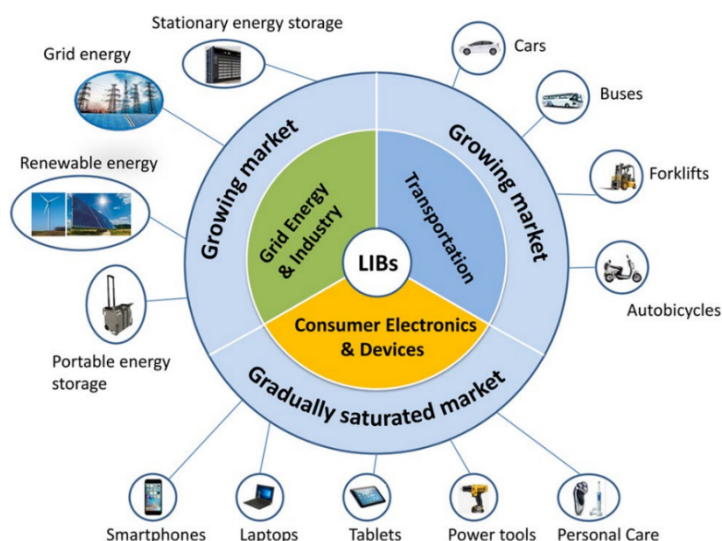 Stationary energy storage
Grid energy
Renewable energy
Portable energy
storage
Cars
Buses
Forklifts
Autobicycles
Growing market
Growing market
Gradually saturated market
Grid Energy
& Industry
Transportation
LIBs
Consumer Electronics
& Devices
Smartphones
Laptops
Tablets
Power tools
Personal Care